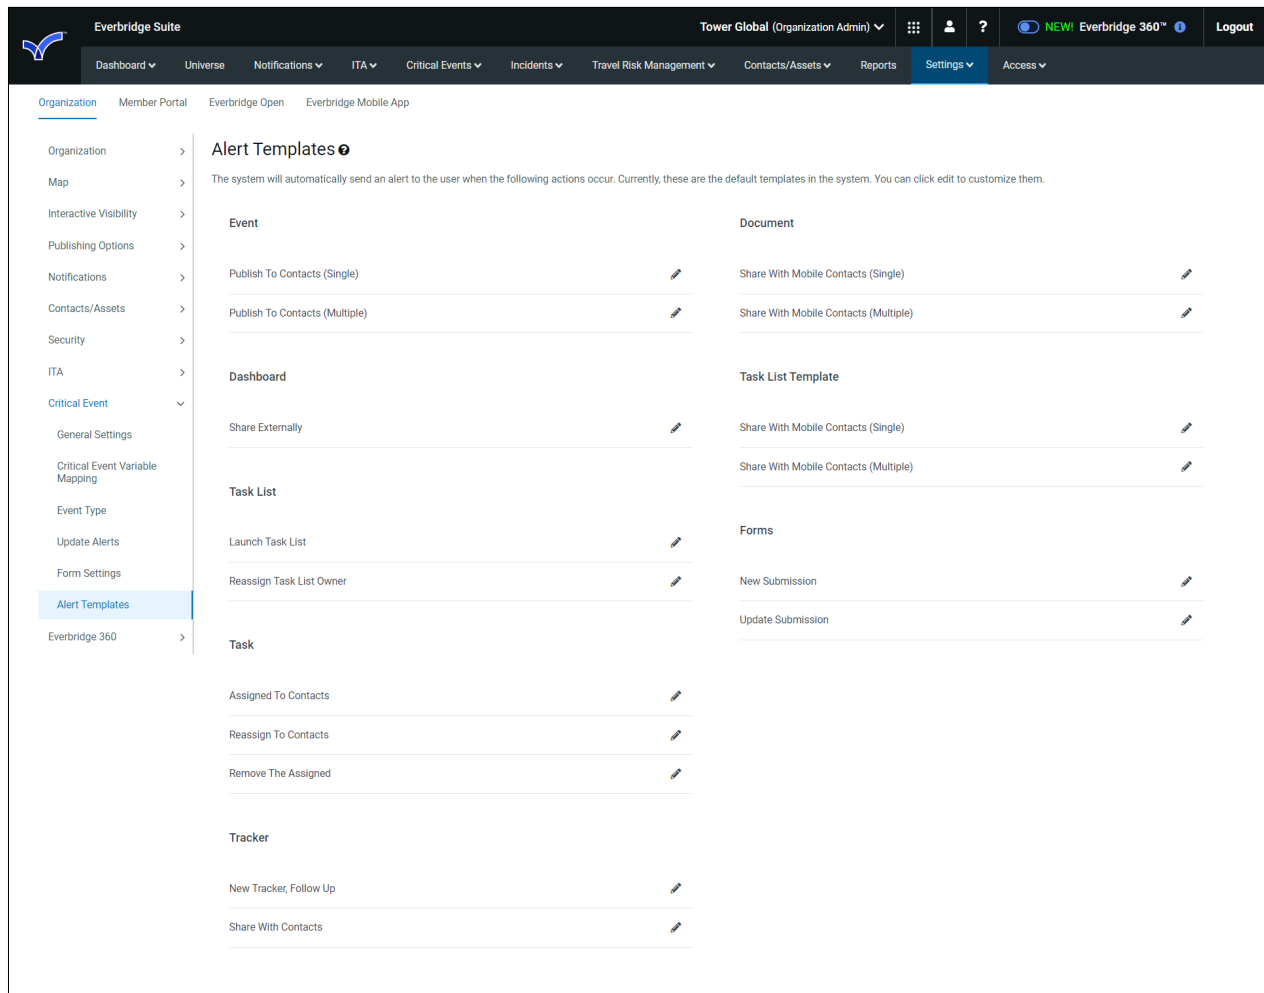 Everbridge Suite
Tower Global (Organization Admin)
?
NEW! Everbridge 360™
Logout
Dashboard
Universe
Notifications
ITA
Critical Events
Incidents
Travel Risk Management
Contacts/Assets
Reports
Settings
Access
Organization
Member Portal
Everbridge Open
Everbridge Mobile App
Organization
Map
Interactive Visibility
Publishing Options
Notifications
Contacts/Assets
Security
ITA
Critical Event
General Settings
Critical Event Variable
Mapping
Event Type
Update Alerts
Form Settings
Alert Templates
Everbridge 360
Alert Templates
The system will automatically send an alert to the user when the following actions occur. Currently, these are the default templates in the system. You can click edit to customize them.
Event
Publish To Contacts (Single)
Publish To Contacts (Multiple)
Dashboard
Share Externally
Task List
Launch Task List
Reassign Task List Owner
Task
Assigned To Contacts
Reassign To Contacts
Remove The Assigned
Tracker
New Tracker, Follow Up
Share With Contacts
Document
Share With Mobile Contacts (Single)
Share With Mobile Contacts (Multiple)
Task List Template
Share With Mobile Contacts (Single)
Share With Mobile Contacts (Multiple)
Forms
New Submission
Update Submission